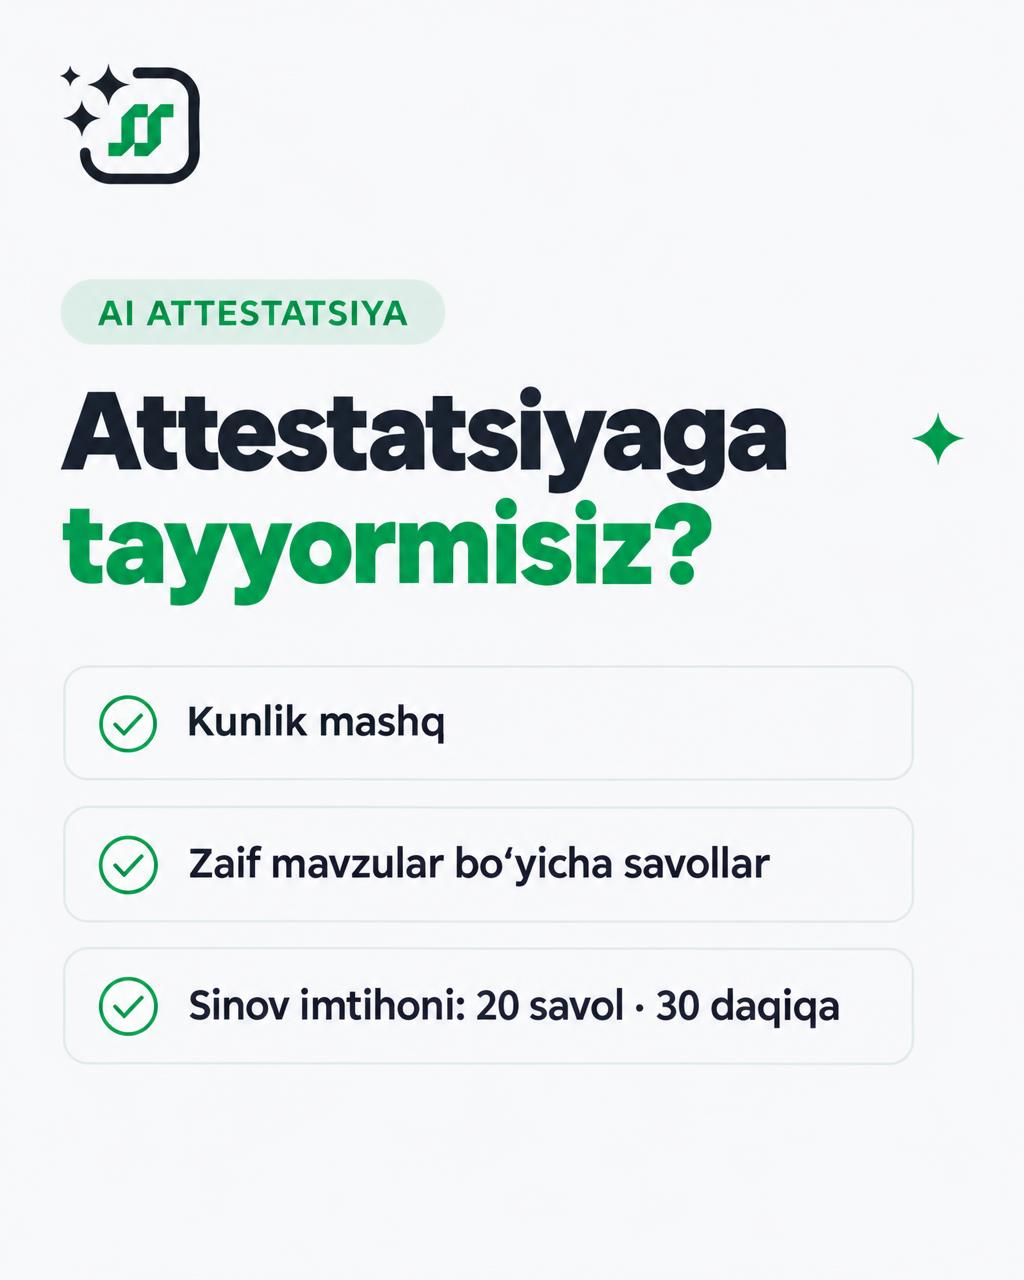 AI ATTESTATSIYA
Attestatsiyaga
tayyormisiz?
Kunlik mashq
Zaif mavzular bo‘yicha savollar
Sinov imtihoni: 20 savol · 30 daqiqa